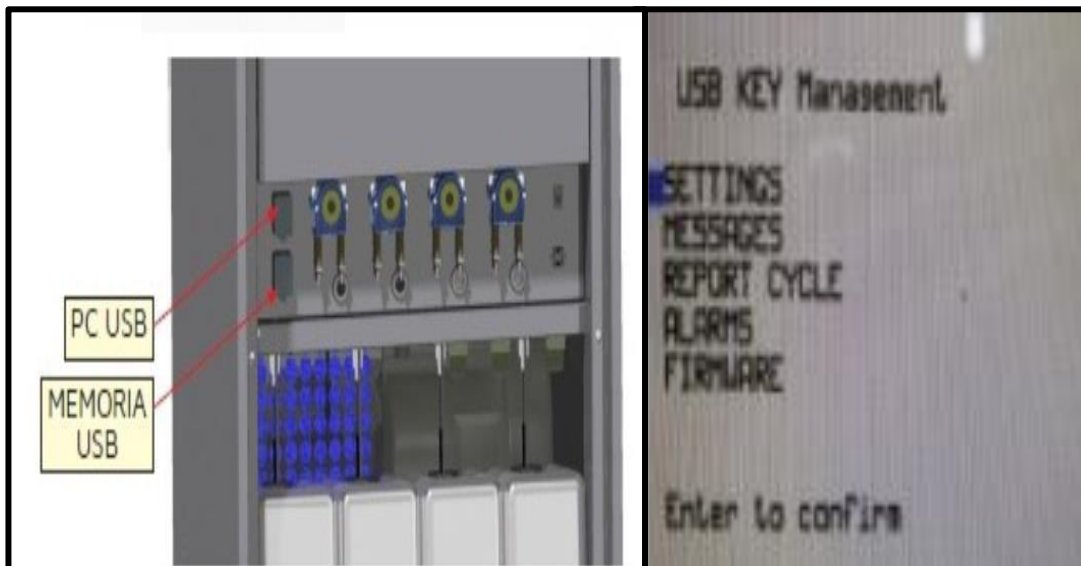 PC USB
MEMORIA
USB
USB KEY Management
SETTINGS
MESSAGES
REPORT CYCLE
ALARMS
FIRMWARE
Enter to confirm